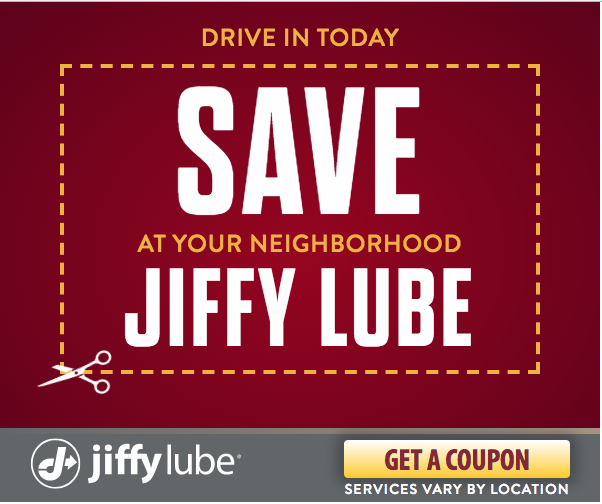 DRIVE IN TODAY
SAVE
AT YOUR NEIGHBORHOOD
JIFFY LUBE
jiffy lube®
GET A COUPON
SERVICES VARY BY LOCATION